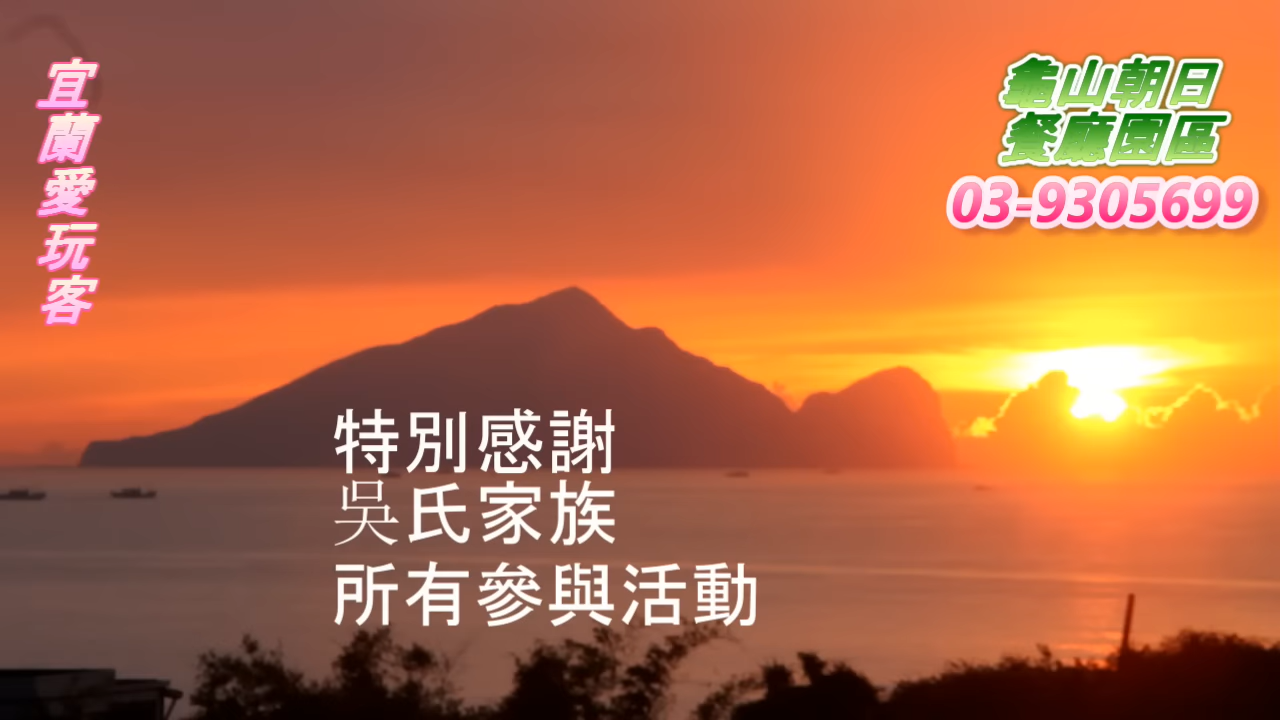 宜蘭愛玩客
龜山朝日
餐廳園區
03-9305699
特別感謝
吳氏家族
所有參與活動